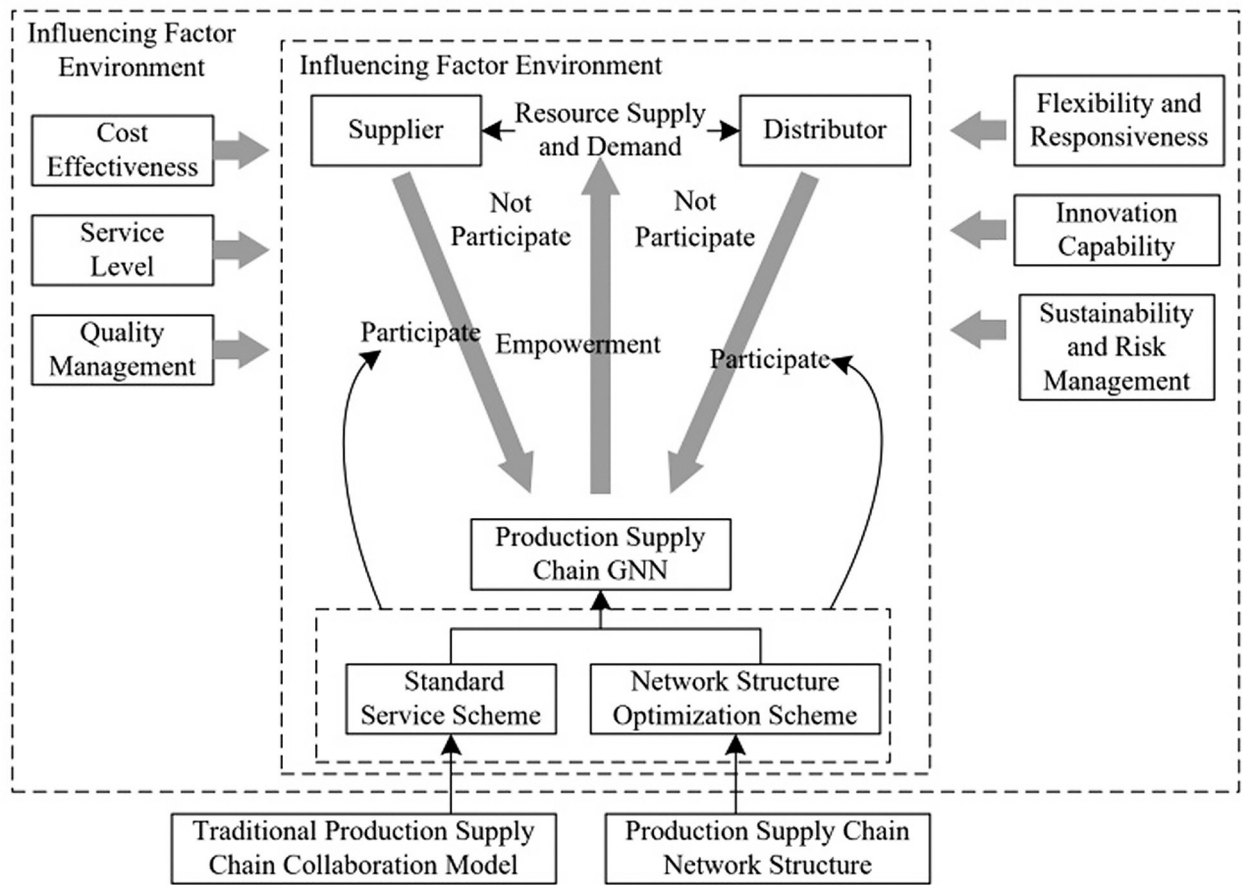 Influencing Factor
Environment
Influencing Factor Environment
Cost
Effectiveness
Service
Level
Quality
Management
Supplier
Resource Supply
and Demand
Distributor
Not
Participate
Not
Participate
Participate
Empowerment
Participate
Flexibility and
Responsiveness
Innovation
Capability
Sustainability
and Risk
Management
Production Supply
Chain GNN
Standard
Service Scheme
Network Structure
Optimization Scheme
Traditional Production Supply
Chain Collaboration Model
Production Supply Chain
Network Structure